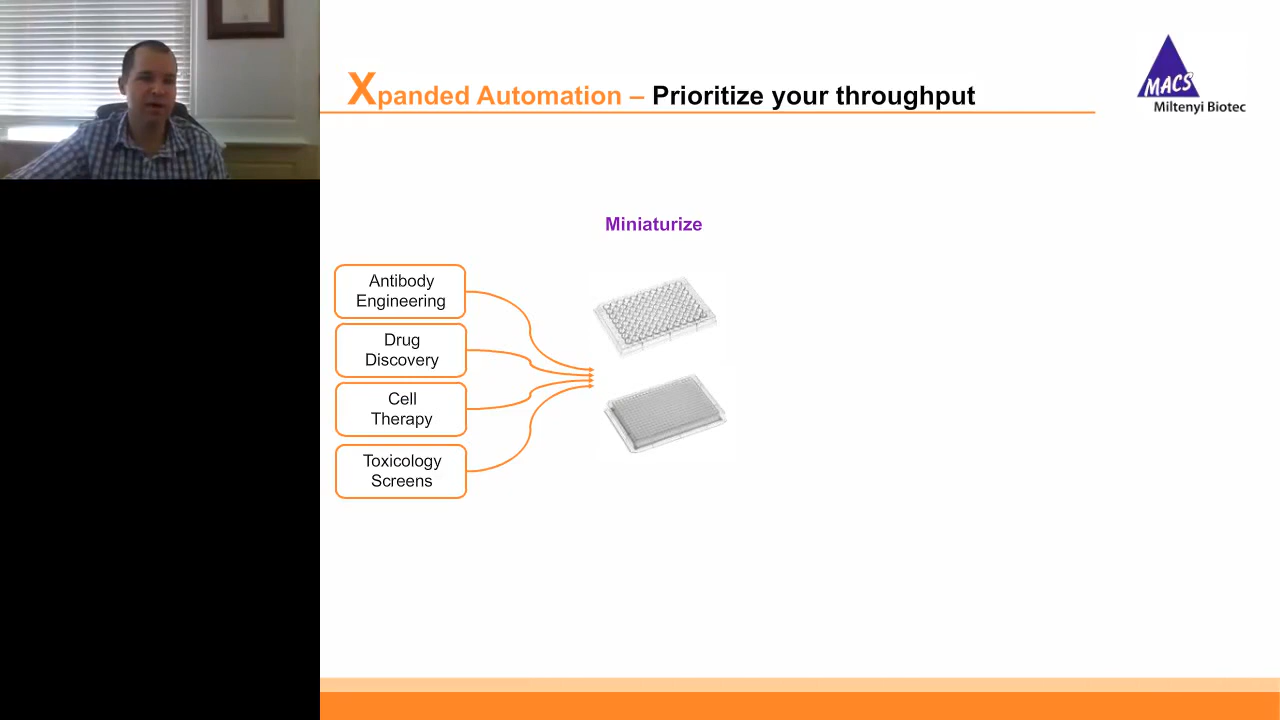 Xpanded Automation – Prioritize your throughput
MACS
Miltenyi Biotec
Miniaturize
Antibody
Engineering
Drug
Discovery
Cell
Therapy
Toxicology
Screens